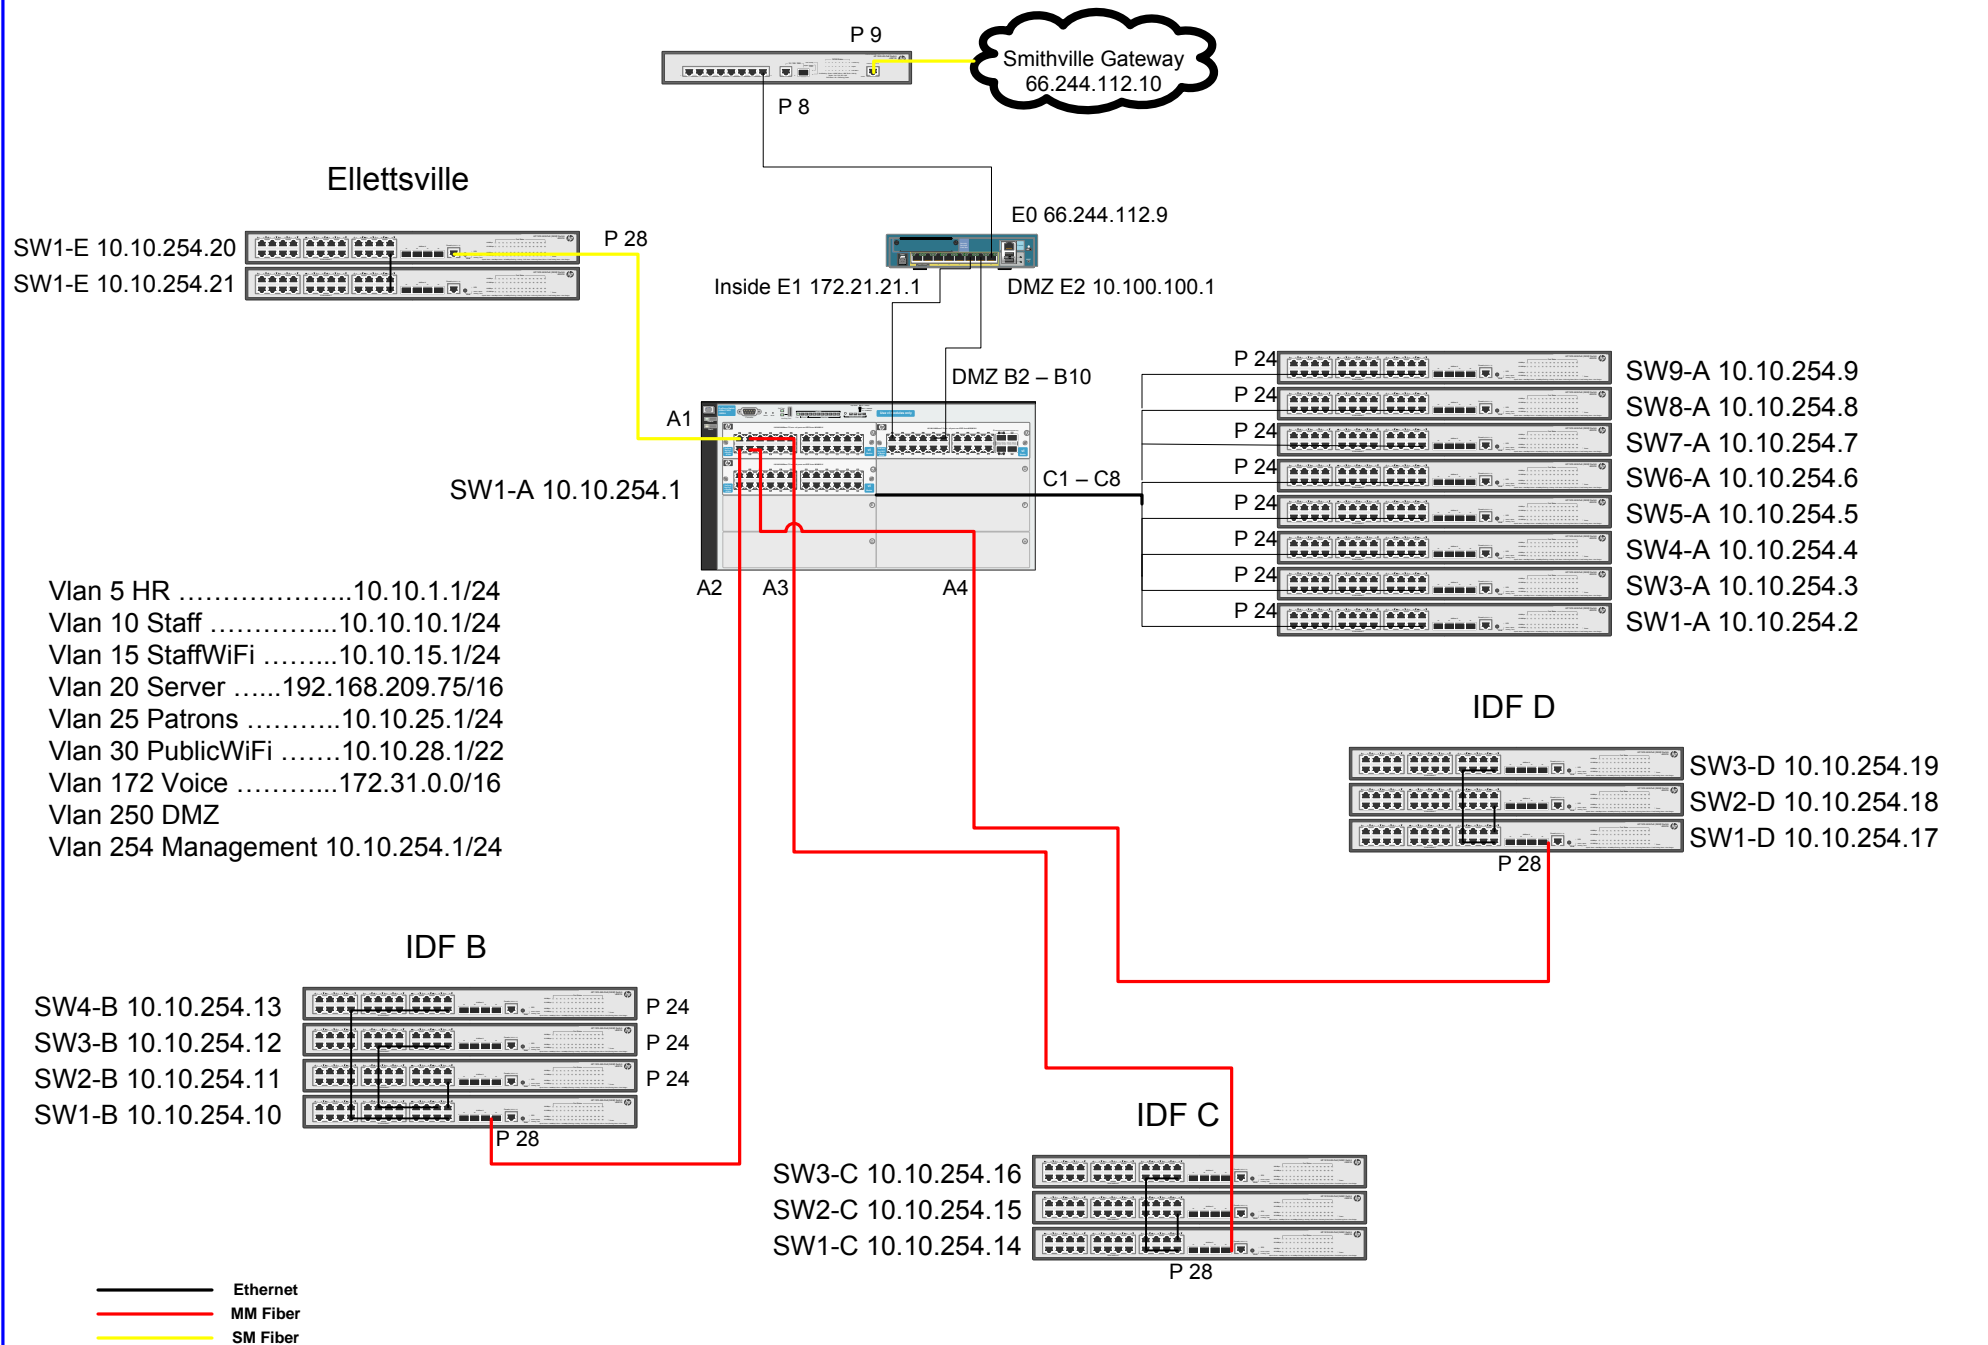 P 9
Smithville Gateway
66.244.112.10
P 8
Ellettsville
SW1-E 10.10.254.20
P 28
SW1-E 10.10.254.21
E0 66.244.112.9
Inside E1 172.21.21.1
DMZ E2 10.100.100.1
DMZ B2 – B10
A1
SW1-A 10.10.254.1
C1 – C8
A2
A3
A4
P 24
SW9-A 10.10.254.9
P 24
SW8-A 10.10.254.8
P 24
SW7-A 10.10.254.7
P 24
SW6-A 10.10.254.6
P 24
SW5-A 10.10.254.5
P 24
SW4-A 10.10.254.4
P 24
SW3-A 10.10.254.3
P 24
SW1-A 10.10.254.2
Vlan 5 HR ………………...10.10.1.1/24
Vlan 10 Staff …………...10.10.10.1/24
Vlan 15 StaffWiFi ……...10.10.15.1/24
Vlan 20 Server …...192.168.209.75/16
Vlan 25 Patrons ………..10.10.25.1/24
Vlan 30 PublicWiFi …….10.10.28.1/22
Vlan 172 Voice ………...172.31.0.0/16
Vlan 250 DMZ
Vlan 254 Management 10.10.254.1/24
IDF D
SW3-D 10.10.254.19
SW2-D 10.10.254.18
SW1-D 10.10.254.17
P 28
IDF B
SW4-B 10.10.254.13
P 24
SW3-B 10.10.254.12
P 24
SW2-B 10.10.254.11
P 24
SW1-B 10.10.254.10
P 28
IDF C
SW3-C 10.10.254.16
SW2-C 10.10.254.15
SW1-C 10.10.254.14
P 28
Ethernet
MM Fiber
SM Fiber